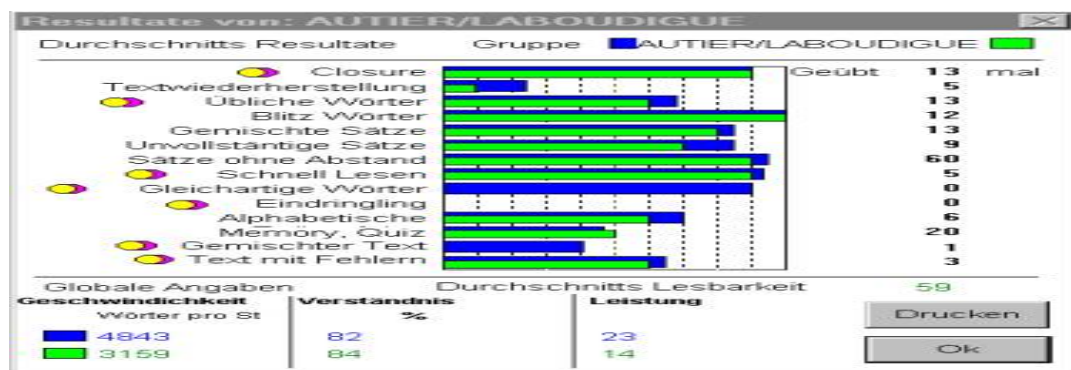 Resultate von: AUTIER/LABOUDIGUE
Durchschnitts Resultate Gruppe AUTIER/LABOUDIGUE
Closure Geübt 13 mal
Textwiederherstellung 5
Übliche Wörter 13
Blitz Wörter 12
Gemischte Sätze 13
Unvollstäntige Sätze 9
Sätze ohne Abstand 60
Schnell Lesen 5
Gleichartige Wörter 0
Eindringling 0
Alphabetische 6
Memory, Quiz 20
Gemischter Text 1
Text mit Fehlern 3
Globale Angaben Durchschnitts Lesbarkeit 59
Geschwindichkeit Verständnis Leistung
Wörter pro St %
4843 82 23
3159 84 14
Drucken
Ok